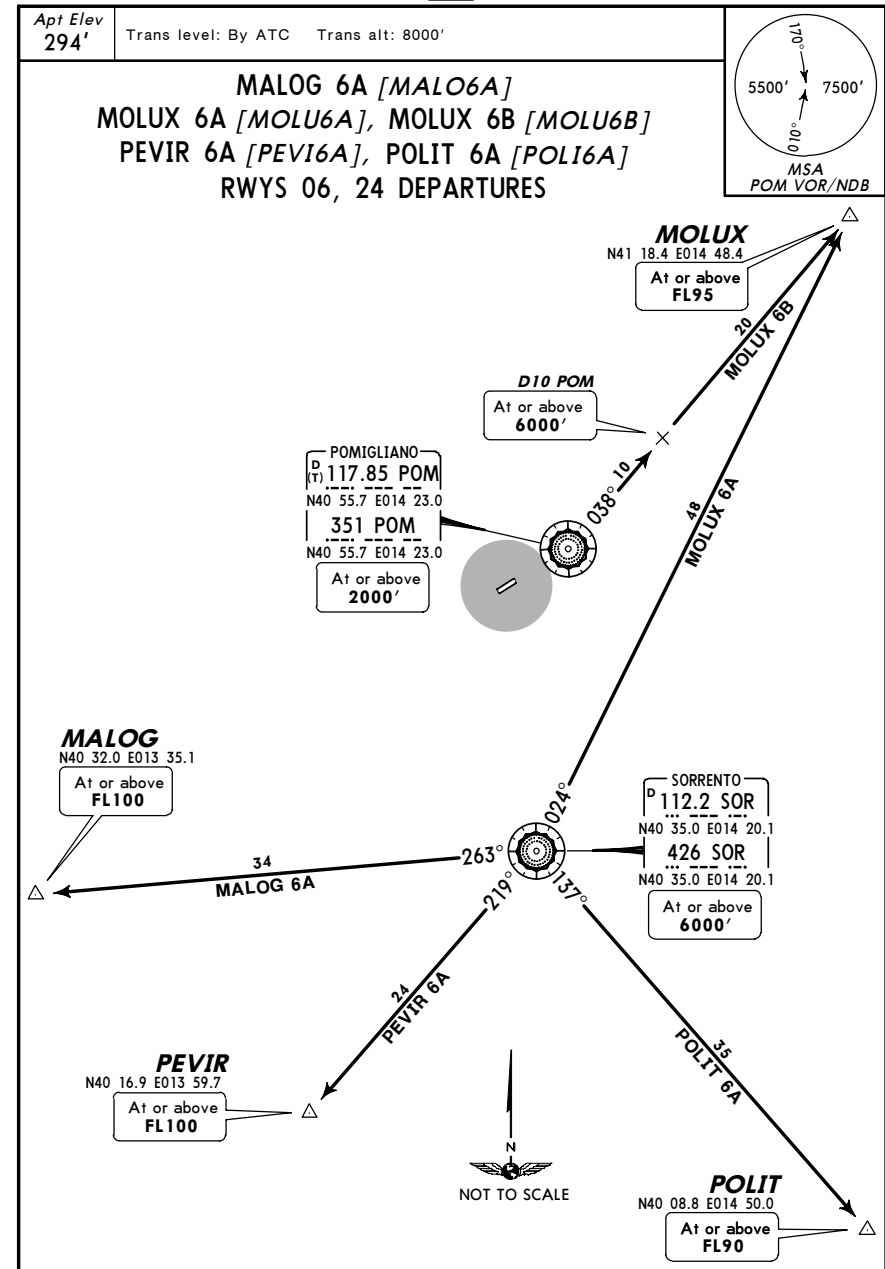 Apt Elev
294'
Trans level: By ATC Trans alt: 8000'
170°
5500' 7500'
010°
MSA
POM VOR/NDB
MALOG 6A [MALO6A]
MOLUX 6A [MOLU6A], MOLUX 6B [MOLU6B]
PEVIR 6A [PEVI6A], POLIT 6A [POLI6A]
RWYS 06, 24 DEPARTURES
MOLUX
N41 18.4 E014 48.4
At or above
FL95
20
MOLUX 6B
D10 POM
At or above
6000'
POMIGLIANO
D
(T) 117.85 POM
N40 55.7 E014 23.0
351 POM
N40 55.7 E014 23.0
At or above
2000'
038° 10
48
MOLUX 6A
MALOG
N40 32.0 E013 35.1
At or above
FL100
024°
SORRENTO
D 112.2 SOR
N40 35.0 E014 20.1
426 SOR
N40 35.0 E014 20.1
At or above
6000'
34
MALOG 6A
263°
219°
137°
24
PEVIR 6A
35
POLIT 6A
PEVIR
N40 16.9 E013 59.7
At or above
FL100
N
NOT TO SCALE
POLIT
N40 08.8 E014 50.0
At or above
FL90